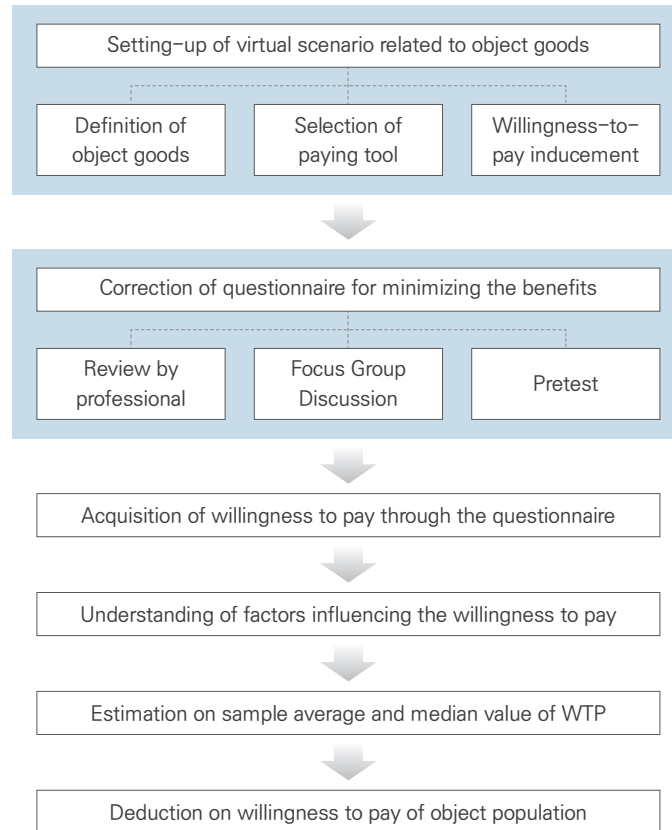 Setting-up of virtual scenario related to object goods
Definition of
object goods
Selection of
paying tool
Willingness-to-
pay inducement
Correction of questionnaire for minimizing the benefits
Review by
professional
Focus Group
Discussion
Pretest
Acquisition of willingness to pay through the questionnaire
Understanding of factors influencing the willingness to pay
Estimation on sample average and median value of WTP
Deduction on willingness to pay of object population